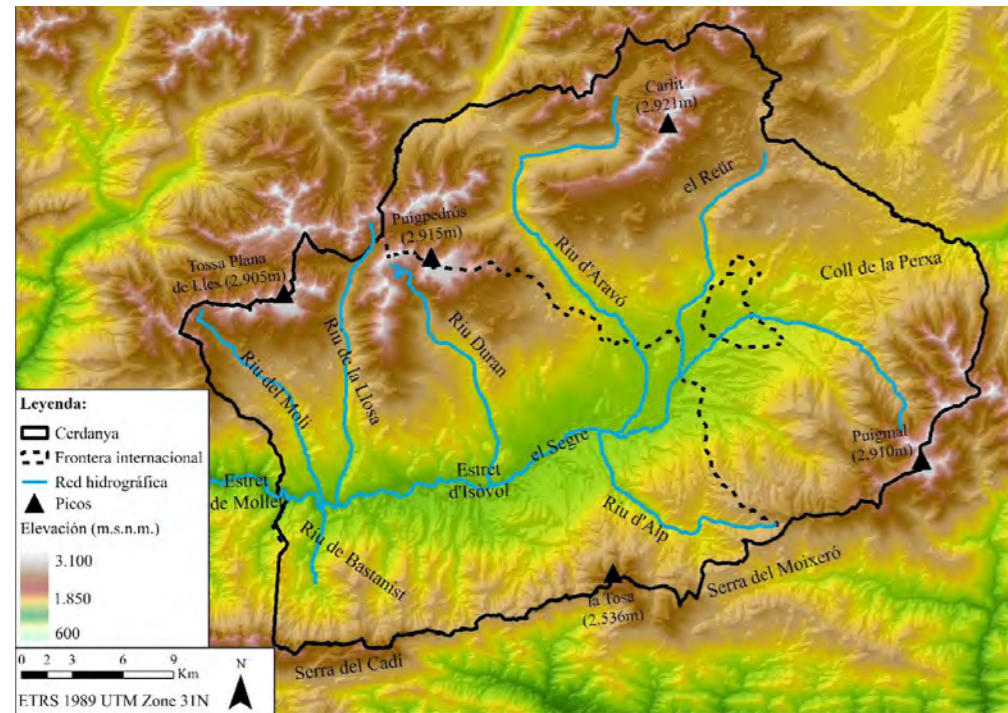 Carlit
(2.921m)
el Reür
Puigpedrós
(2.915m)
Tossa Plana
de Lles (2.905m)
Riu d'Aravó
Coll de la Perxa
Riu de la Llosa
Riu Duran
Riu del Molí
Puigmal
(2,910m)
el Segre
Estret
d'Isòvol
Estret
de Mollet
Riu d'Alp
Riu de Bastaníst
Serra del Moixeró
la Tosa
(2.536m)
Serra del Cadí
Leyenda:
Cerdanya
Frontera internacional
Red hidrográfica
Picos
Elevación (m.s.n.m.)
3.100
1.850
600
0 2 3 6 9
Km
N
ETRS 1989 UTM Zone 31N